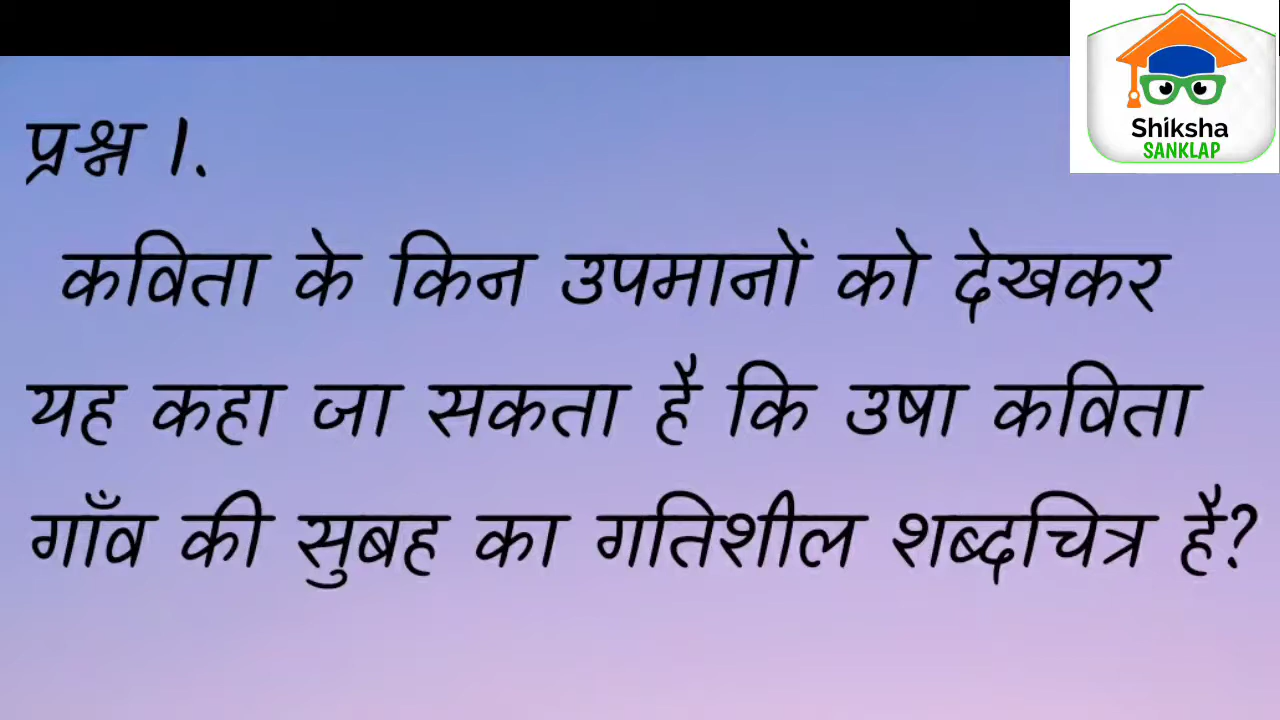 Shiksha
SANKLAP
प्रश्न 1.
कविता के किन उपमानों को देखकर
यह कहा जा सकता है कि उषा कविता
गाँव की सुबह का गतिशील शब्दचित्र है?